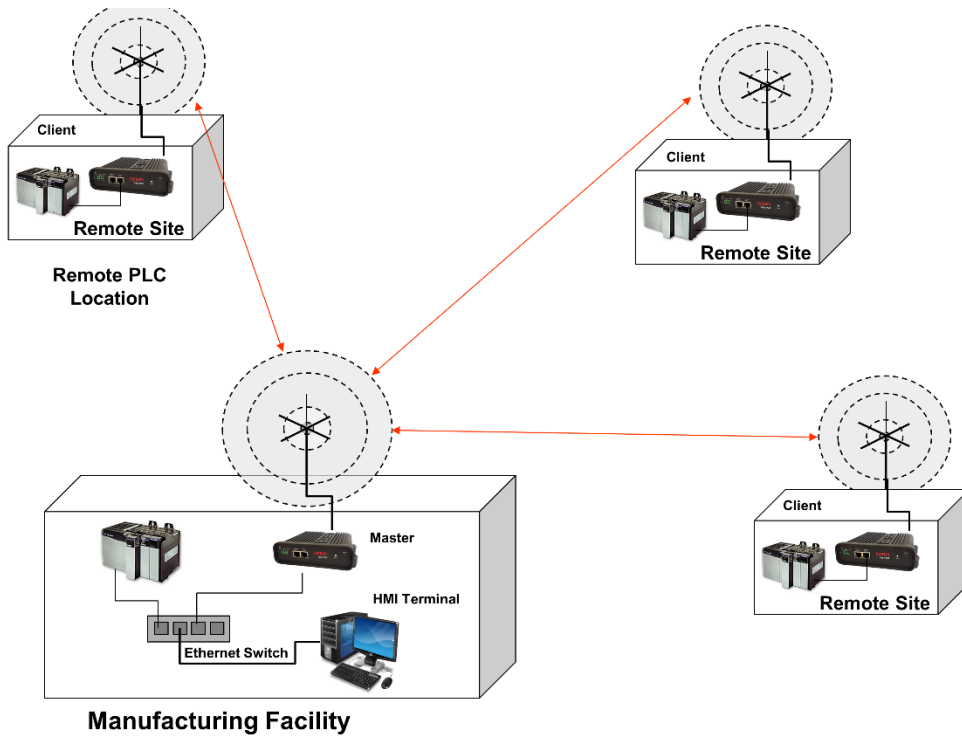 Client
Remote Site
Remote PLC
Location
Client
Remote Site
Client
Remote Site
Master
HMI Terminal
Ethernet Switch
Manufacturing Facility